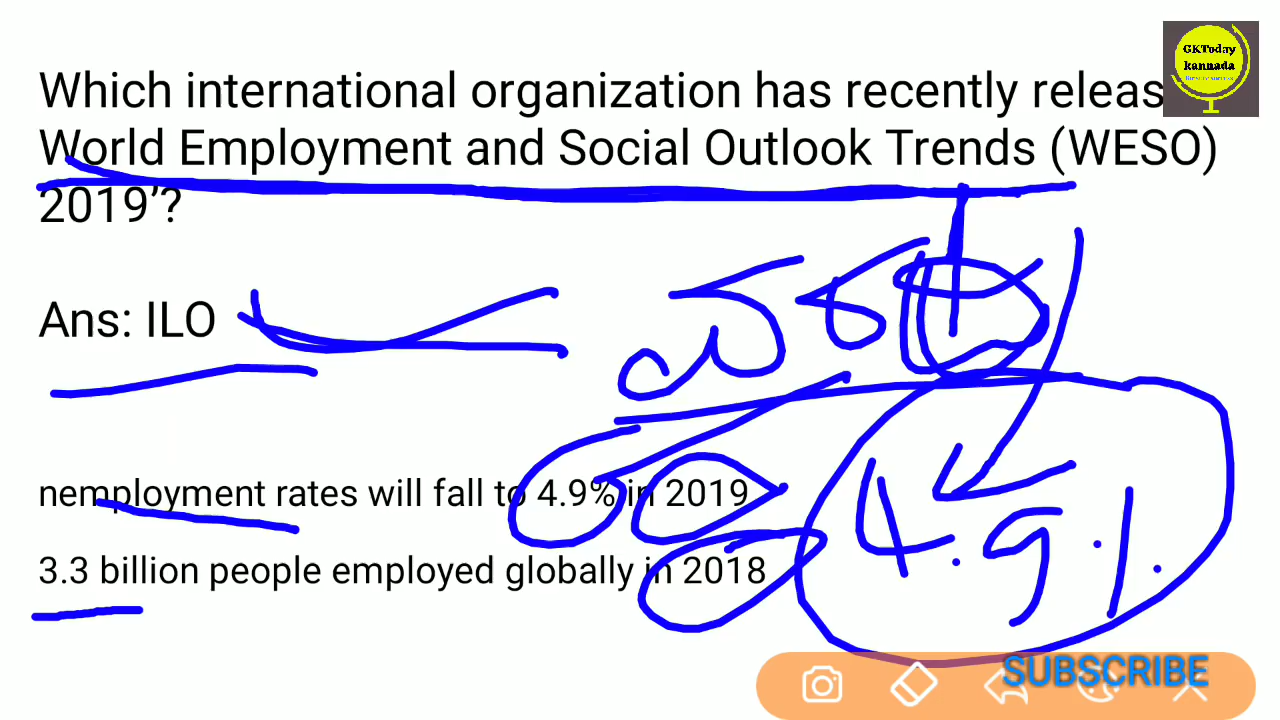 GKToday
kannada
Which international organization has recently releas
World Employment and Social Outlook Trends (WESO)
2019’?
Ans: ILO
4.9%
nemployment rates will fall to 4.9% in 2019
3.3 billion people employed globally in 2018
SUBSCRIBE